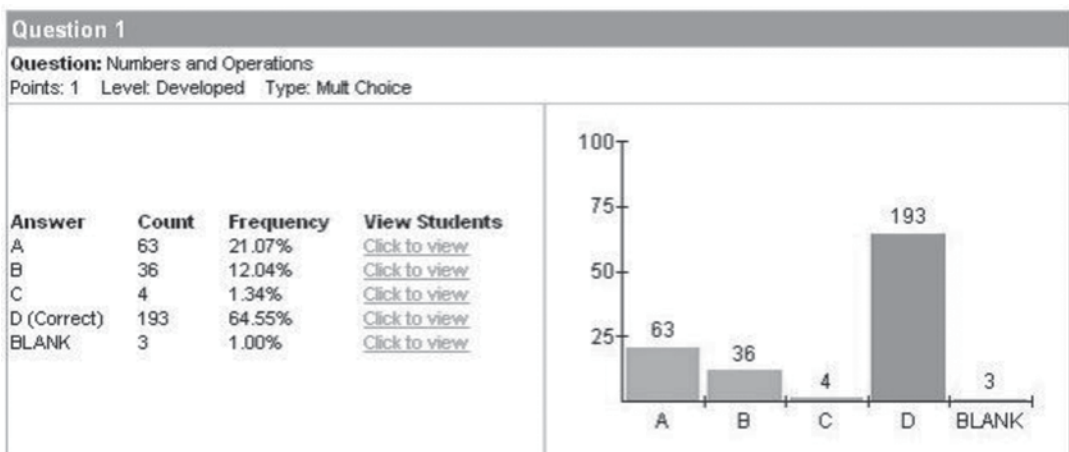 Question 1
Question: Numbers and Operations
Points: 1 Level: Developed Type: Mult Choice
Answer Count Frequency View Students
A 63 21.07% Click to view
B 36 12.04% Click to view
C 4 1.34% Click to view
D (Correct) 193 64.55% Click to view
BLANK 3 1.00% Click to view
100
75
50
25
63
36
4
193
3
A B C D BLANK